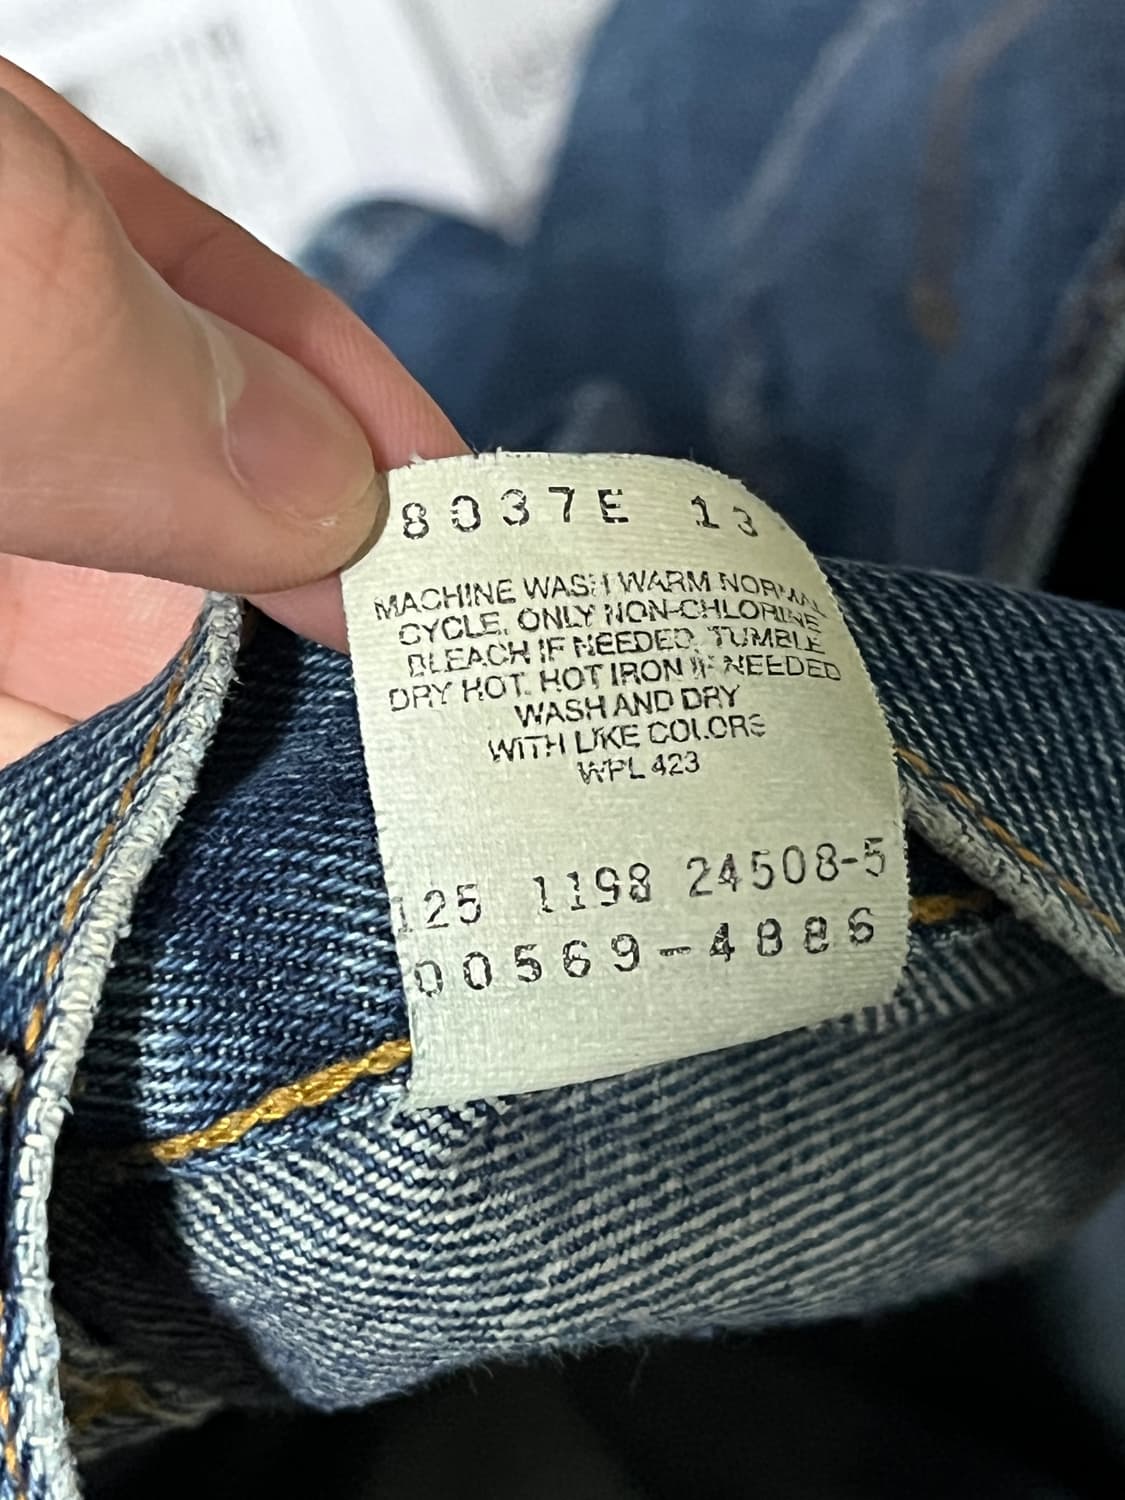 8037E 13
MACHINE WASH WARM NORMAL
CYCLE. ONLY NON-CHLORINE
BLEACH IF NEEDED. TUMBLE
DRY HOT. HOT IRON IF NEEDED
WASH AND DRY
WITH LIKE COLORS
WPL 423
125 1198 24508-5
00569-4886